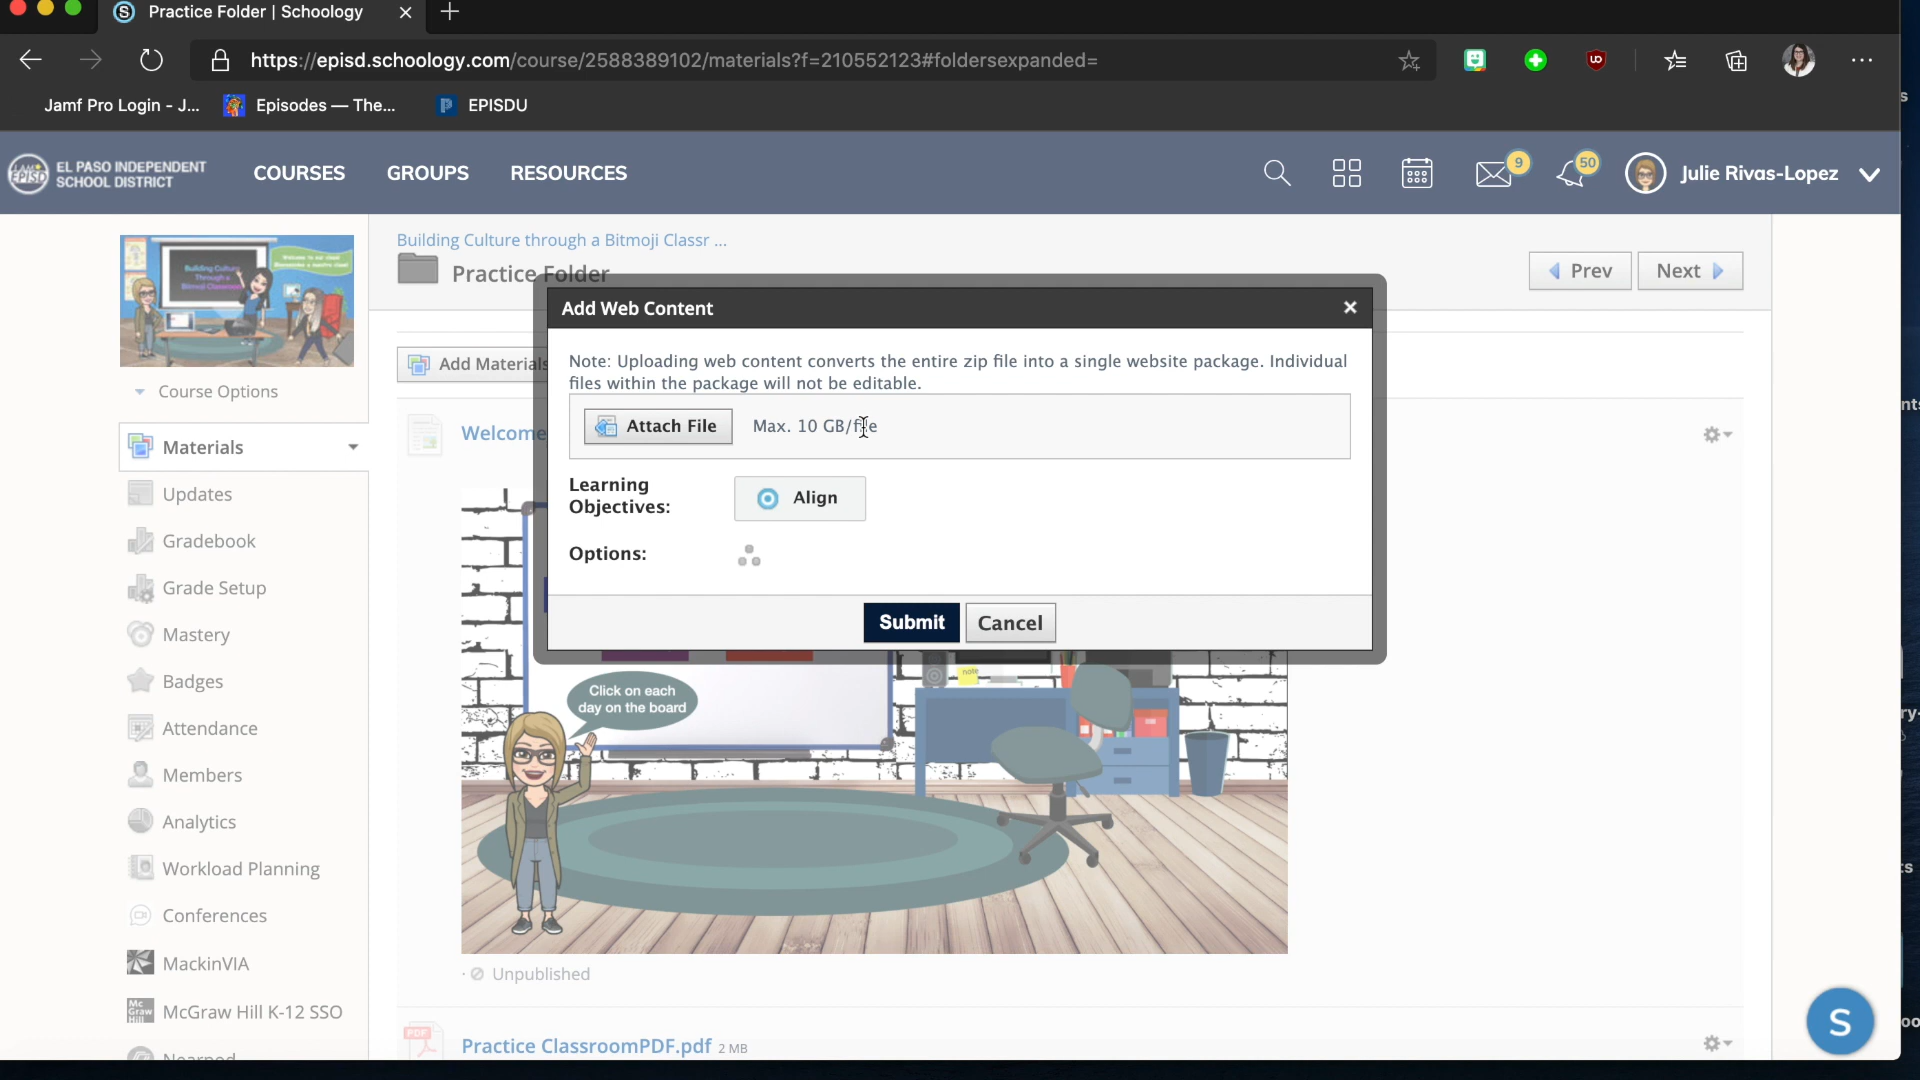 Practice Folder | Schoology
https://episd.schoology.com/course/2588389102/materials?f=210552123#foldersexpanded=
Jamf Pro Login - J...
Episodes — The...
EPISDU
EL PASO INDEPENDENT
SCHOOL DISTRICT
COURSES
GROUPS
RESOURCES
9
50
Julie Rivas-Lopez
Building Culture through a Bitmoji Classr ...
Practice Folder
Prev
Next
Course Options
Add Materials
Materials
Updates
Gradebook
Grade Setup
Mastery
Badges
Attendance
Members
Analytics
Workload Planning
Conferences
MackinVIA
McGraw Hill K-12 SSO
Welcome
Add Web Content
Note: Uploading web content converts the entire zip file into a single website package. Individual
files within the package will not be editable.
Attach File
Max. 10 GB/file
Learning
Objectives:
Align
Options:
Submit
Cancel
note
Click on each
day on the board
Unpublished
PDF
Practice ClassroomPDF.pdf 2 MB
S